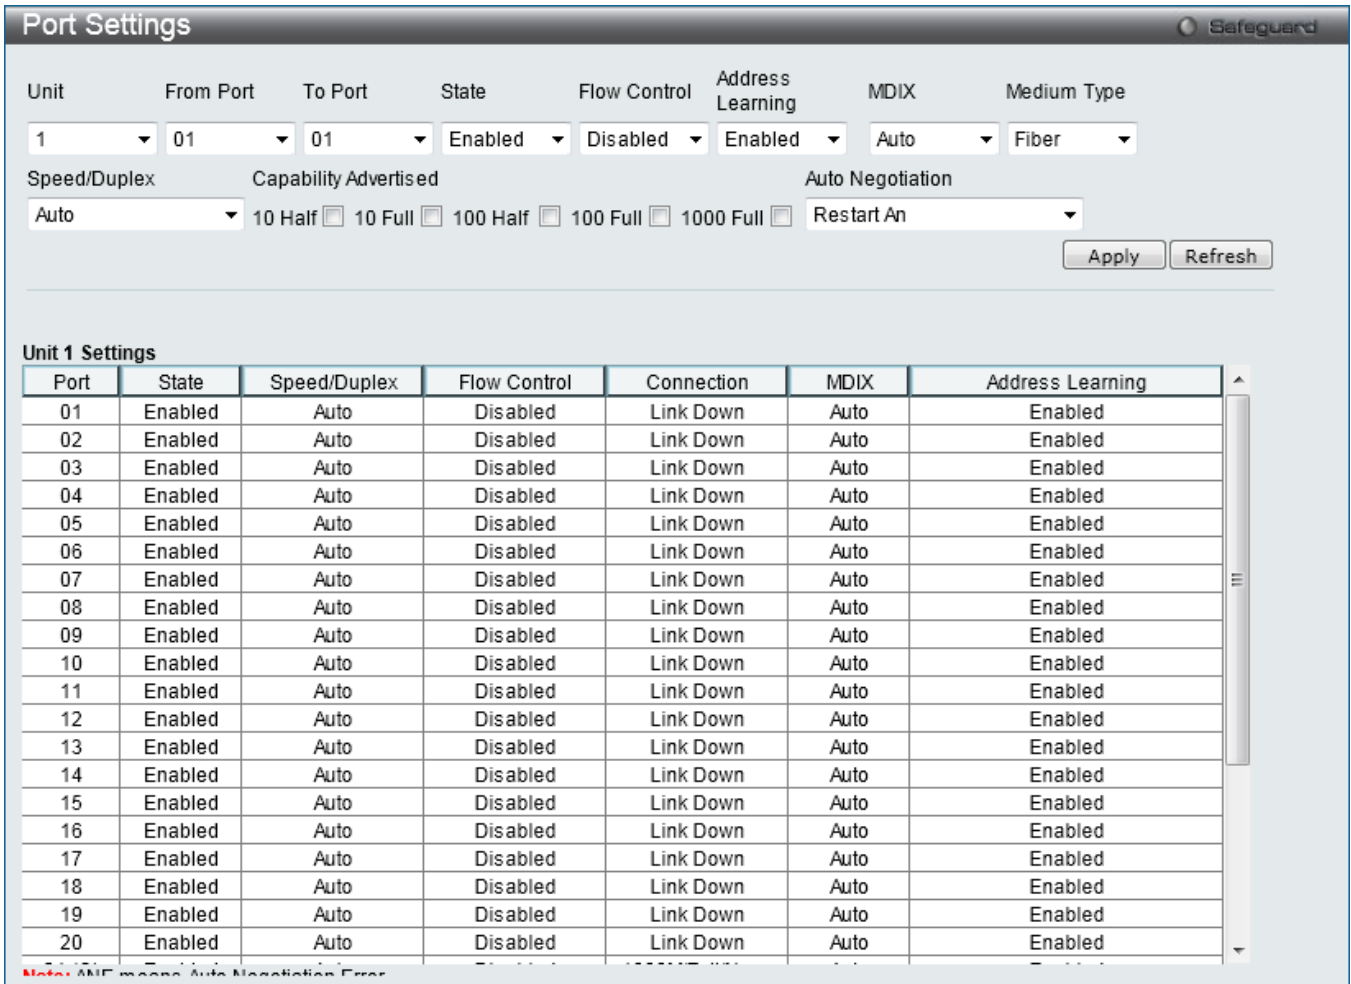 Port Settings
Safeguard
Unit From Port To Port State Flow Control Address Learning MDIX Medium Type
1 01 01 Enabled Disabled Enabled Auto Fiber
Speed/Duplex Capability Advertised Auto Negotiation
Auto 10 Half 10 Full 100 Half 100 Full 1000 Full Restart An
Apply Refresh
Unit 1 Settings
Port State Speed/Duplex Flow Control Connection MDIX Address Learning
01 Enabled Auto Disabled Link Down Auto Enabled
02 Enabled Auto Disabled Link Down Auto Enabled
03 Enabled Auto Disabled Link Down Auto Enabled
04 Enabled Auto Disabled Link Down Auto Enabled
05 Enabled Auto Disabled Link Down Auto Enabled
06 Enabled Auto Disabled Link Down Auto Enabled
07 Enabled Auto Disabled Link Down Auto Enabled
08 Enabled Auto Disabled Link Down Auto Enabled
09 Enabled Auto Disabled Link Down Auto Enabled
10 Enabled Auto Disabled Link Down Auto Enabled
11 Enabled Auto Disabled Link Down Auto Enabled
12 Enabled Auto Disabled Link Down Auto Enabled
13 Enabled Auto Disabled Link Down Auto Enabled
14 Enabled Auto Disabled Link Down Auto Enabled
15 Enabled Auto Disabled Link Down Auto Enabled
16 Enabled Auto Disabled Link Down Auto Enabled
17 Enabled Auto Disabled Link Down Auto Enabled
18 Enabled Auto Disabled Link Down Auto Enabled
19 Enabled Auto Disabled Link Down Auto Enabled
20 Enabled Auto Disabled Link Down Auto Enabled
Note: ANE means Auto Negotiation Error